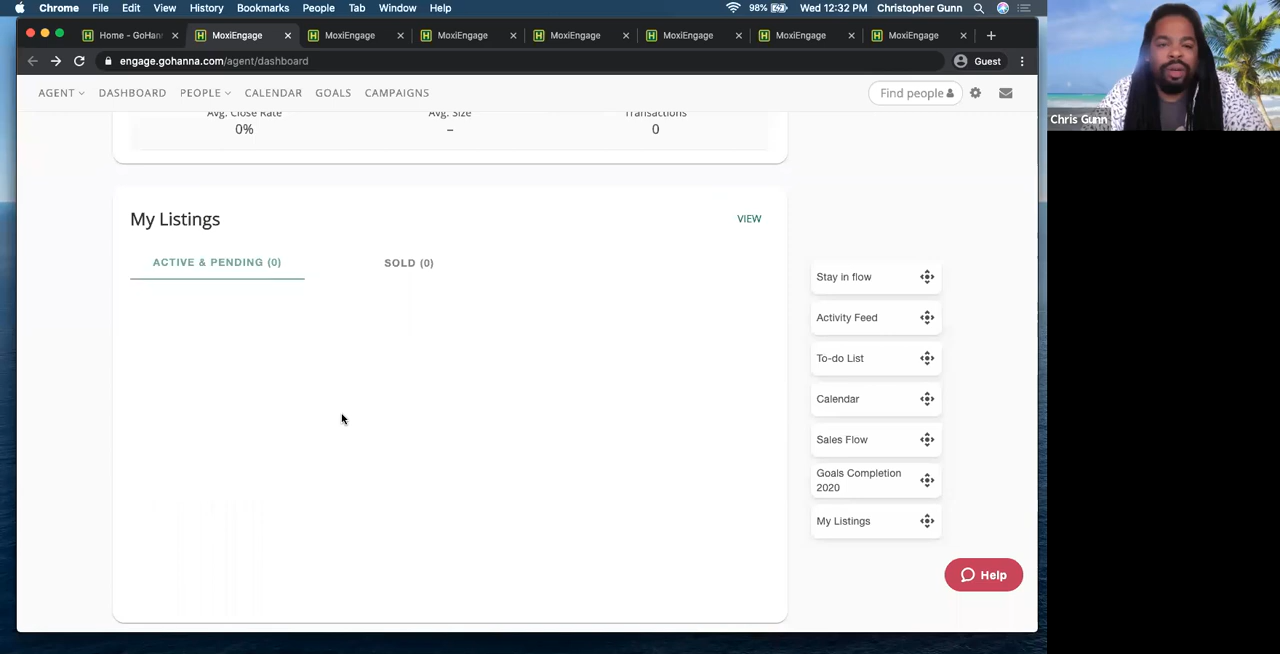 Chrome File Edit View History Bookmarks People Tab Window Help 98% Wed 12:32 PM Christopher Gunn
Home - GoHann MoxiEngage MoxiEngage MoxiEngage MoxiEngage MoxiEngage MoxiEngage MoxiEngage
engage.gohanna.com/agent/dashboard Guest
AGENT DASHBOARD PEOPLE CALENDAR GOALS CAMPAIGNS Find people
Chris Gunn
Avg. Close Rate Avg. Size Transactions
0% – 0
My Listings VIEW
ACTIVE & PENDING (0) SOLD (0)
Stay in flow
Activity Feed
To-do List
Calendar
Sales Flow
Goals Completion
2020
My Listings
Help